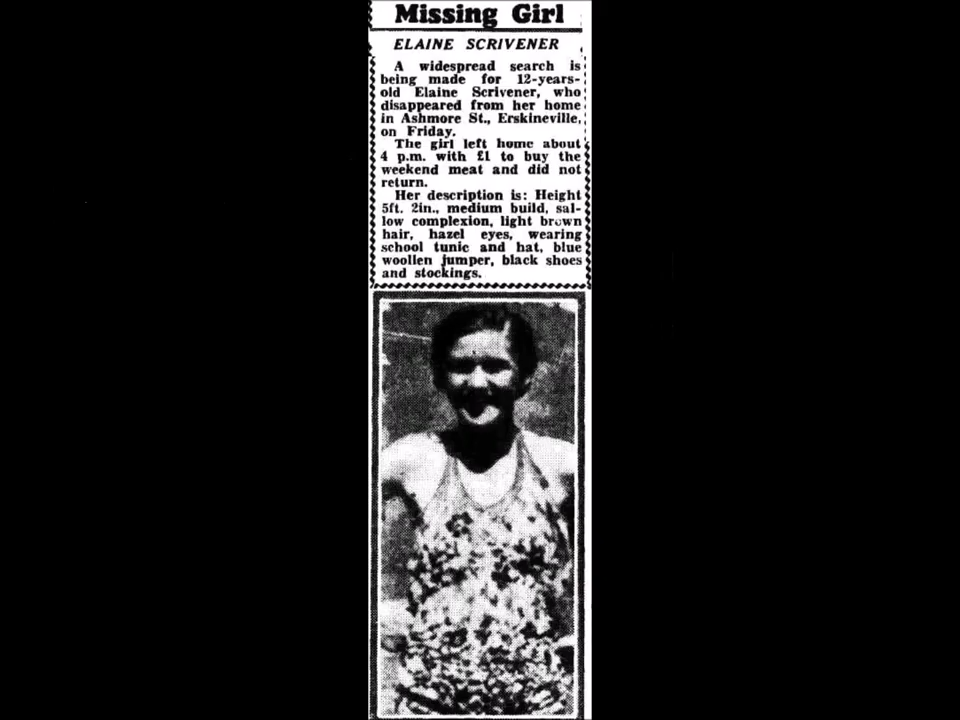 Missing Girl
ELAINE SCRIVENER
A widespread search is
being made for 12-years-
old Elaine Scrivener, who
disappeared from her home
in Ashmore St., Erskineville,
on Friday.
The girl left home about
4 p.m. with £1 to buy the
weekend meat and did not
return.
Her description is: Height
5ft. 2in., medium build, sal-
low complexion, light brown
hair, hazel eyes, wearing
school tunic and hat, blue
woollen jumper, black shoes
and stockings.